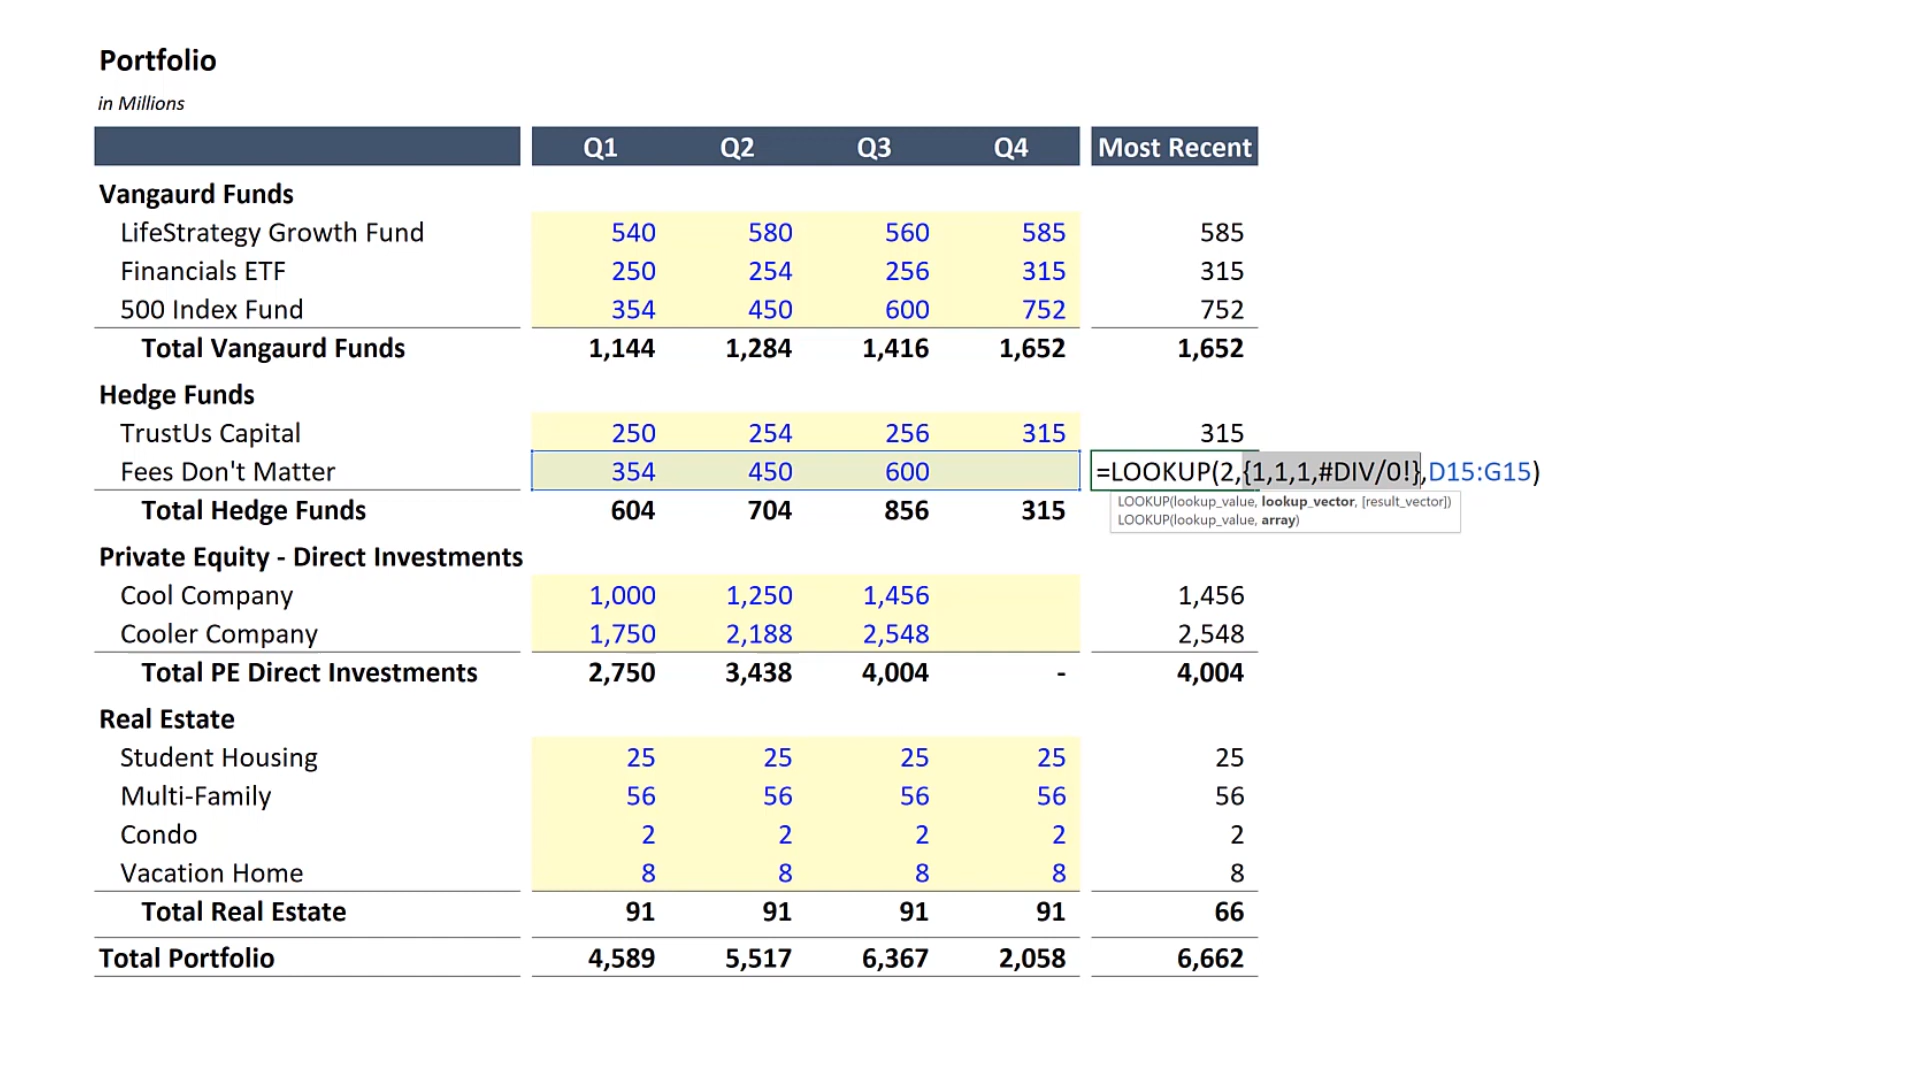 Portfolio
in Millions
Q1 Q2 Q3 Q4 Most Recent
Vangaurd Funds
LifeStrategy Growth Fund 540 580 560 585 585
Financials ETF 250 254 256 315 315
500 Index Fund 354 450 600 752 752
Total Vangaurd Funds 1,144 1,284 1,416 1,652 1,652
Hedge Funds
TrustUs Capital 250 254 256 315 315
Fees Don't Matter 354 450 600 =LOOKUP(2,{1,1,1,#DIV/0!},D15:G15)
LOOKUP(lookup_value, lookup_vector, [result_vector])
LOOKUP(lookup_value, array)
Total Hedge Funds 604 704 856 315
Private Equity - Direct Investments
Cool Company 1,000 1,250 1,456 1,456
Cooler Company 1,750 2,188 2,548 2,548
Total PE Direct Investments 2,750 3,438 4,004 - 4,004
Real Estate
Student Housing 25 25 25 25 25
Multi-Family 56 56 56 56 56
Condo 2 2 2 2 2
Vacation Home 8 8 8 8 8
Total Real Estate 91 91 91 91 66
Total Portfolio 4,589 5,517 6,367 2,058 6,662